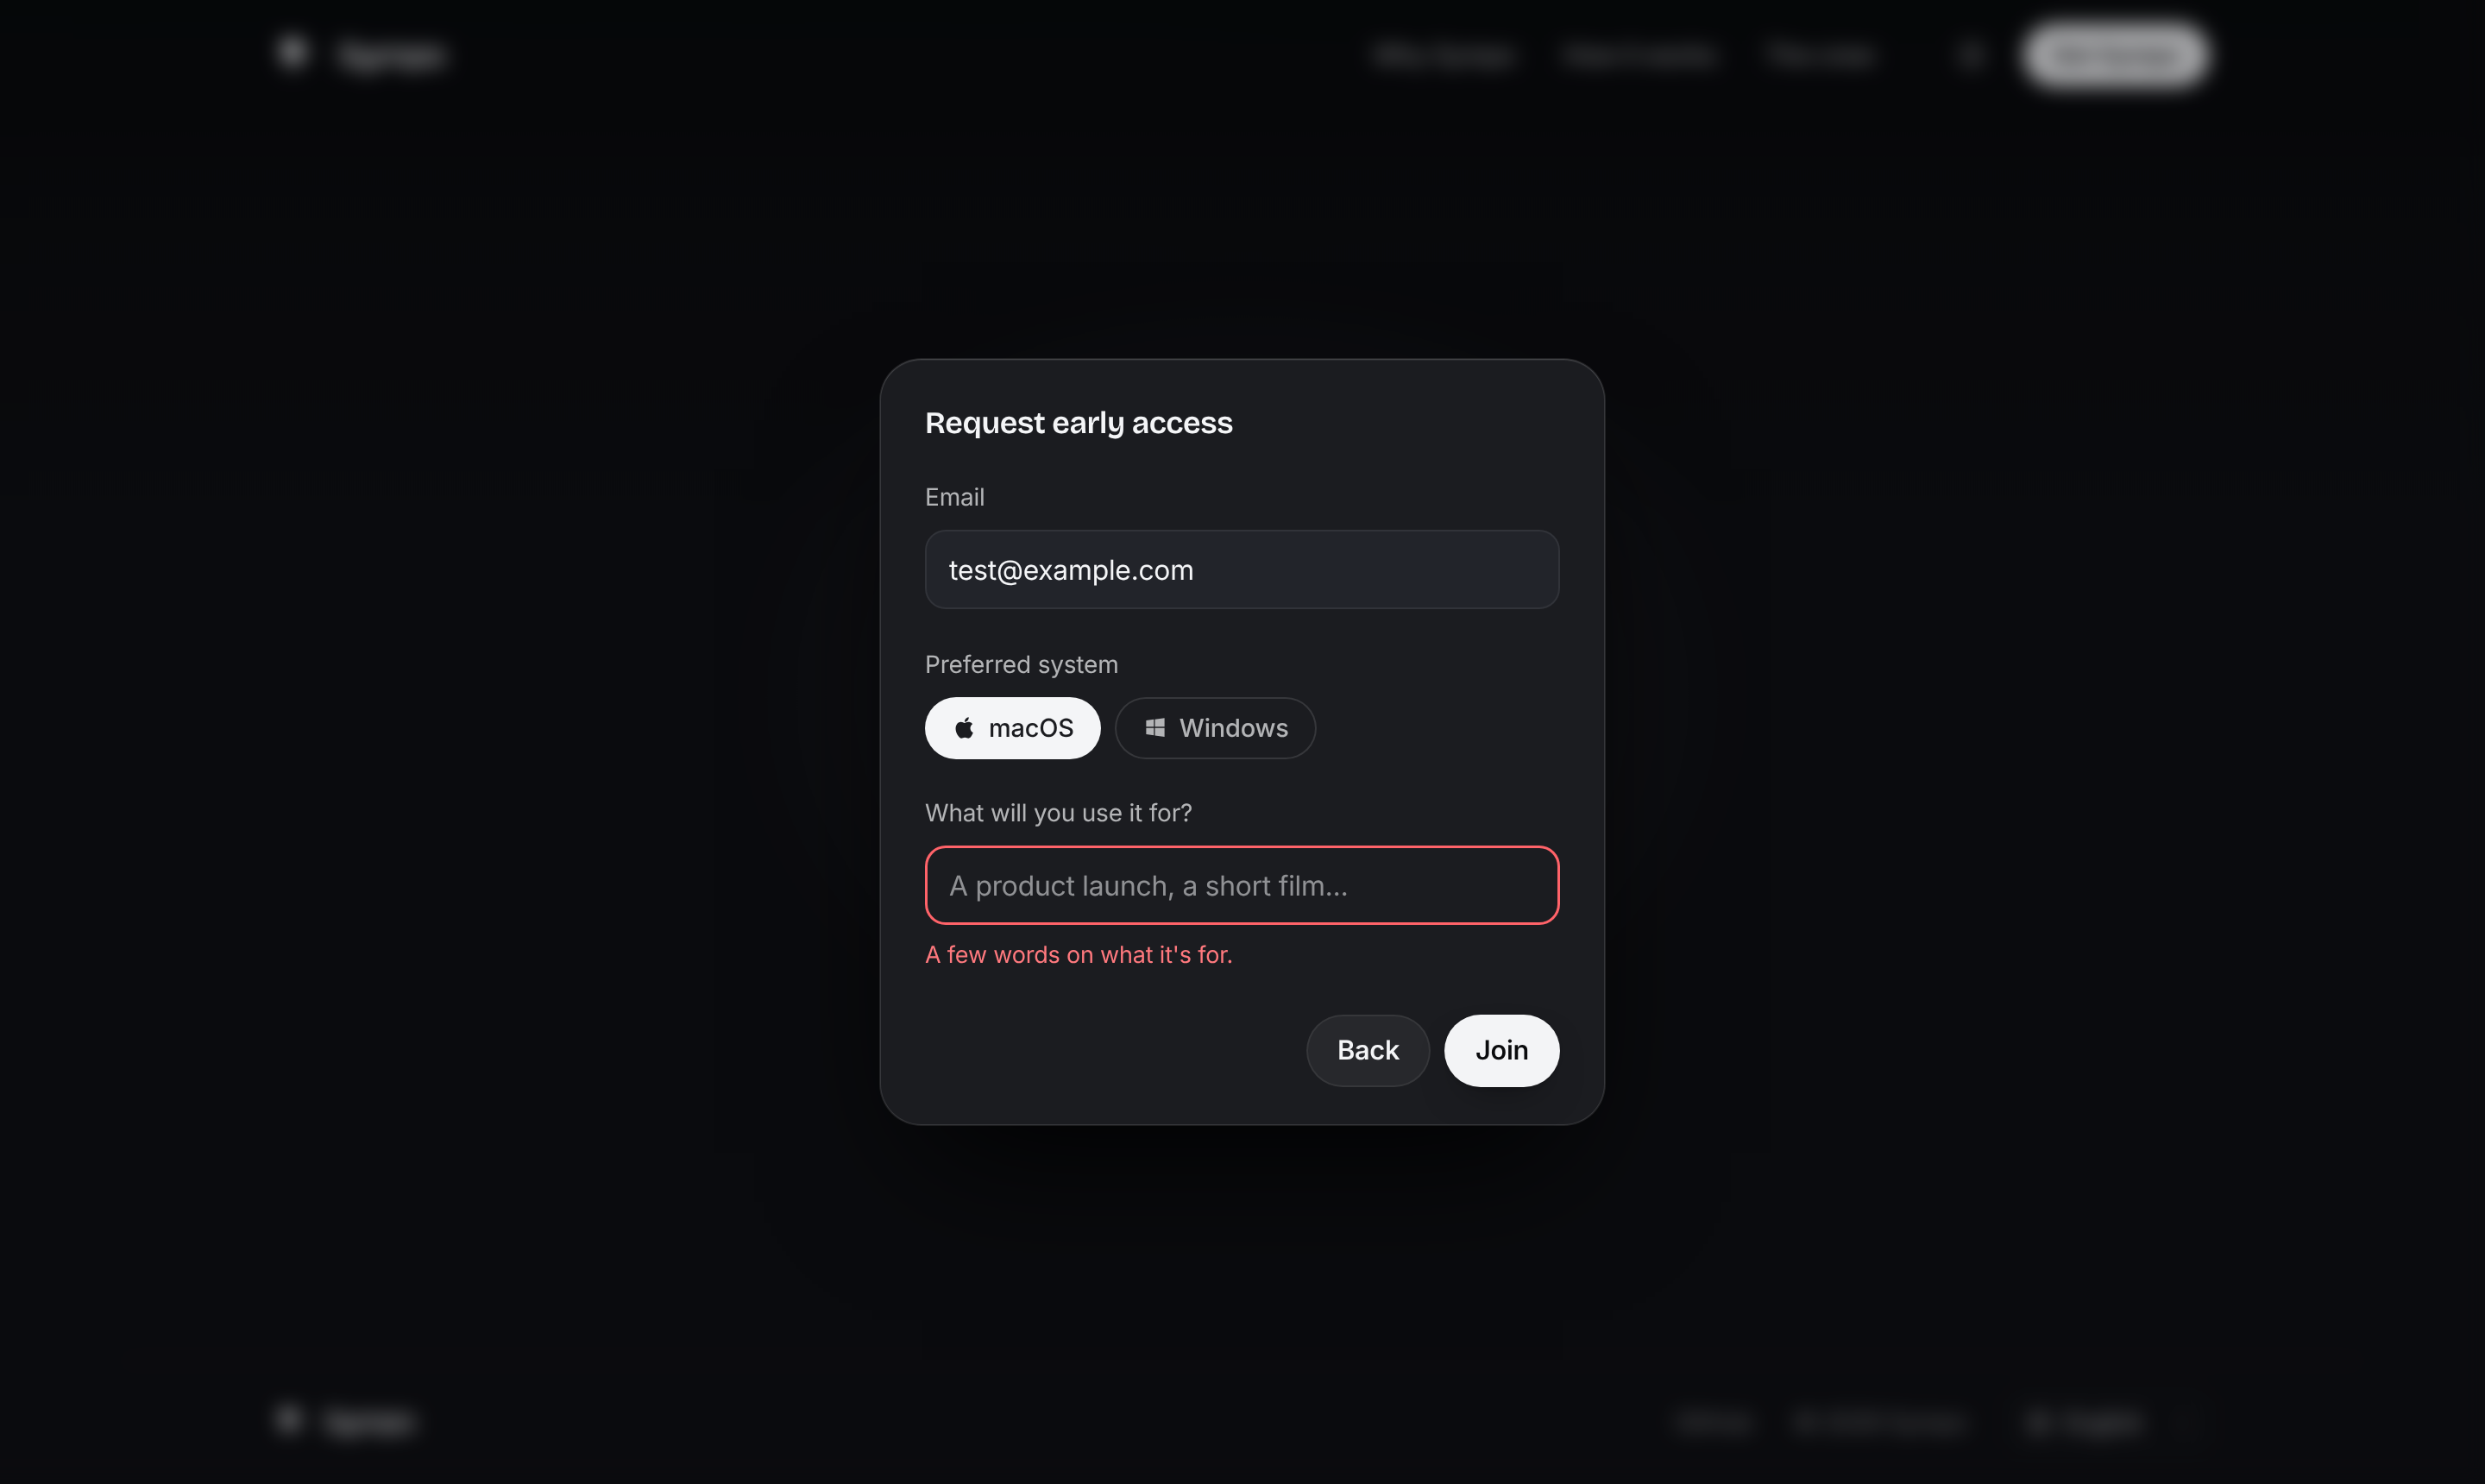 Request early access
Email
test@example.com
Preferred system
macOS
Windows
What will you use it for?
A product launch, a short film...
A few words on what it's for.
Back
Join